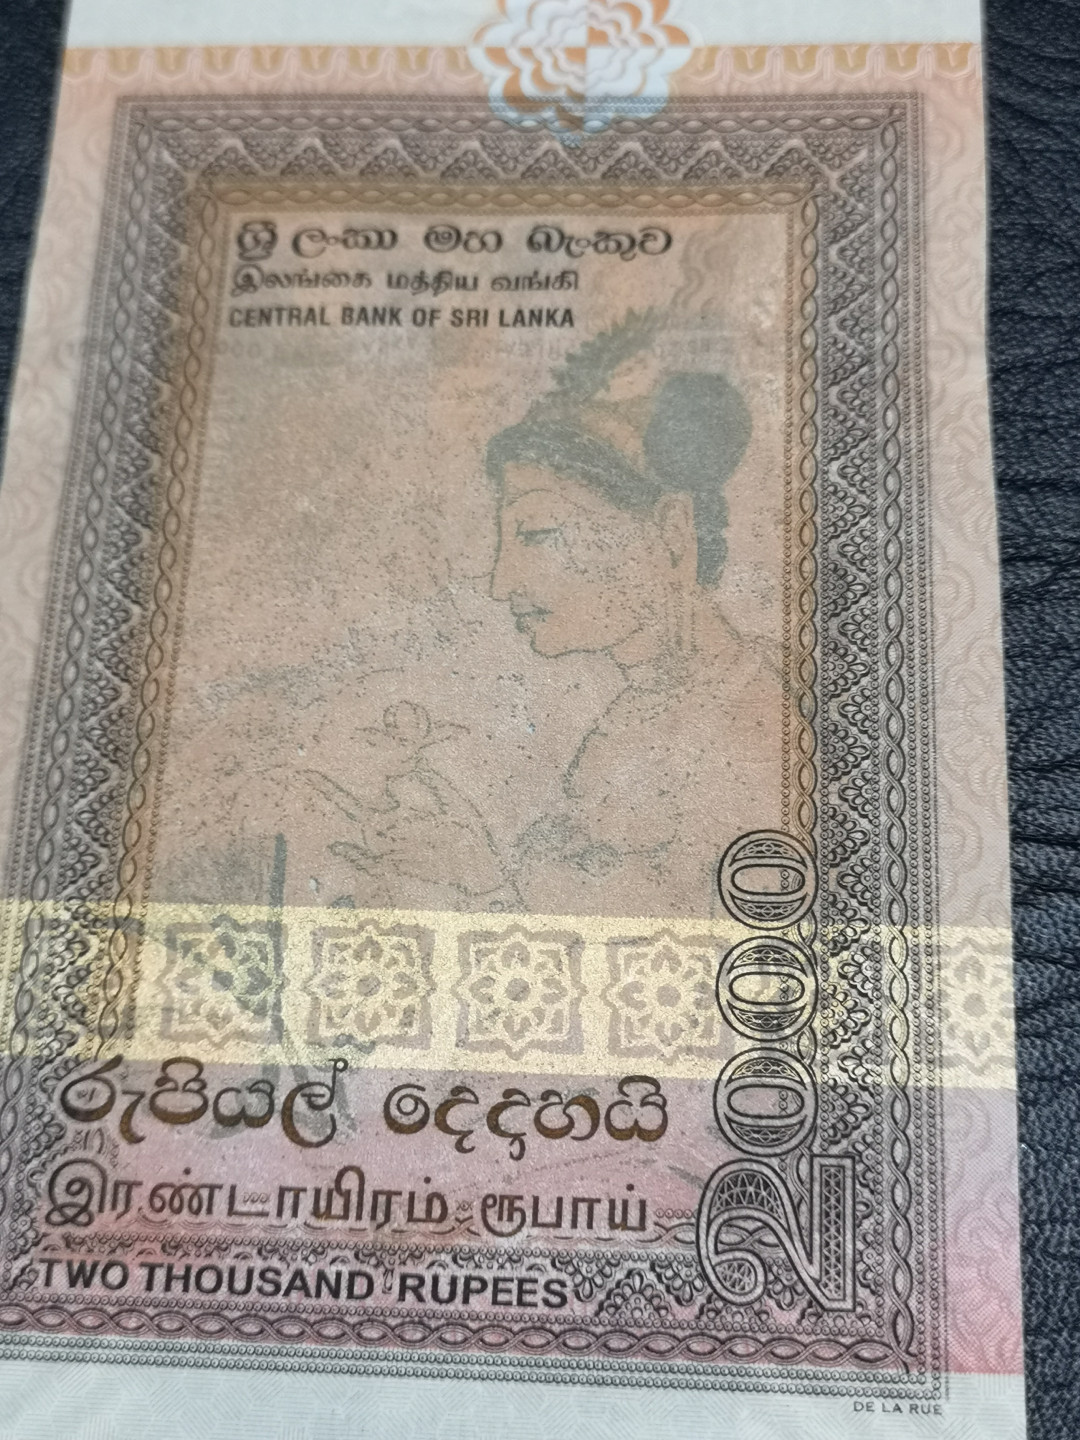 ශ්‍රී ලංකා මහ බැංකුව
இலங்கை மத்திய வங்கி
CENTRAL BANK OF SRI LANKA
රුපියල් දෙදහයි
இரண்டாயிரம் ரூபாய்
TWO THOUSAND RUPEES
2000
DE LA RUE